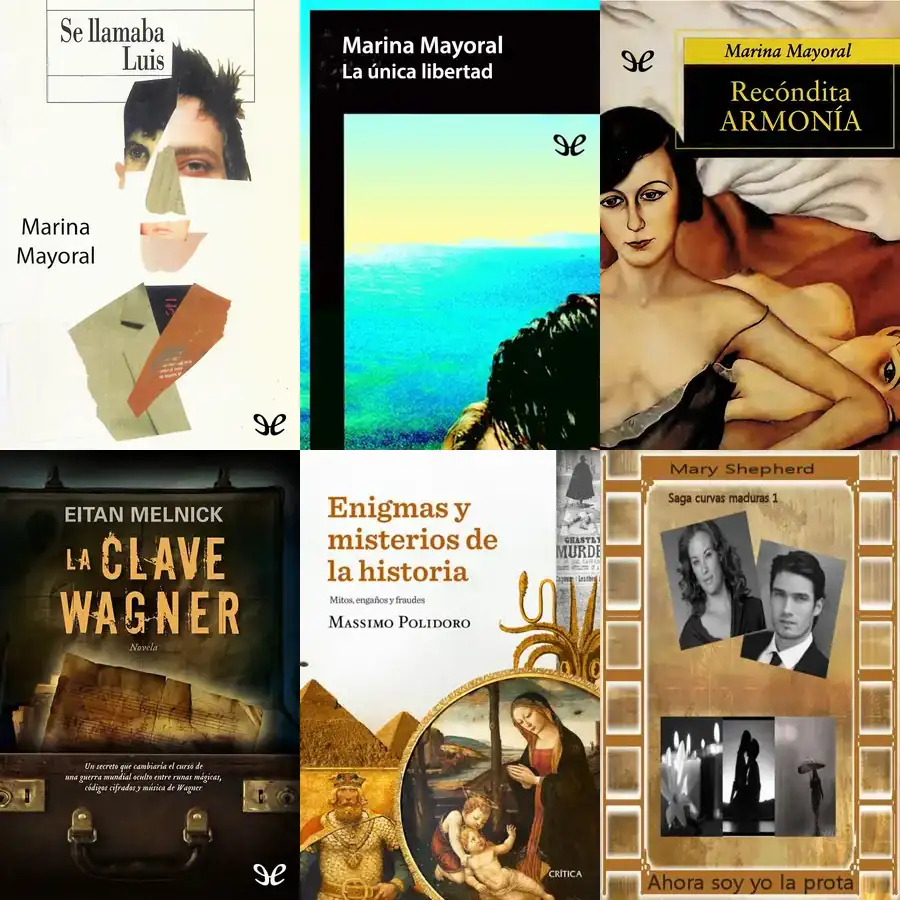 Se llamaba
Luis
Marina
Mayoral
Marina Mayoral
La única libertad
Marina Mayoral
Recóndita
ARMONÍA
EITAN MELNICK
LA CLAVE
WAGNER
Novela
Un secreto que cambiaría el curso de
una guerra mundial oculto entre runas mágicas,
códigos cifrados y música de Wagner
Enigmas y
misterios de
la historia
Mitos, engaños y fraudes
MASSIMO POLIDORO
GHASTLY
MURDE
CRÍTICA
Mary Shepherd
Saga curvas maduras 1
Ahora soy yo la prota